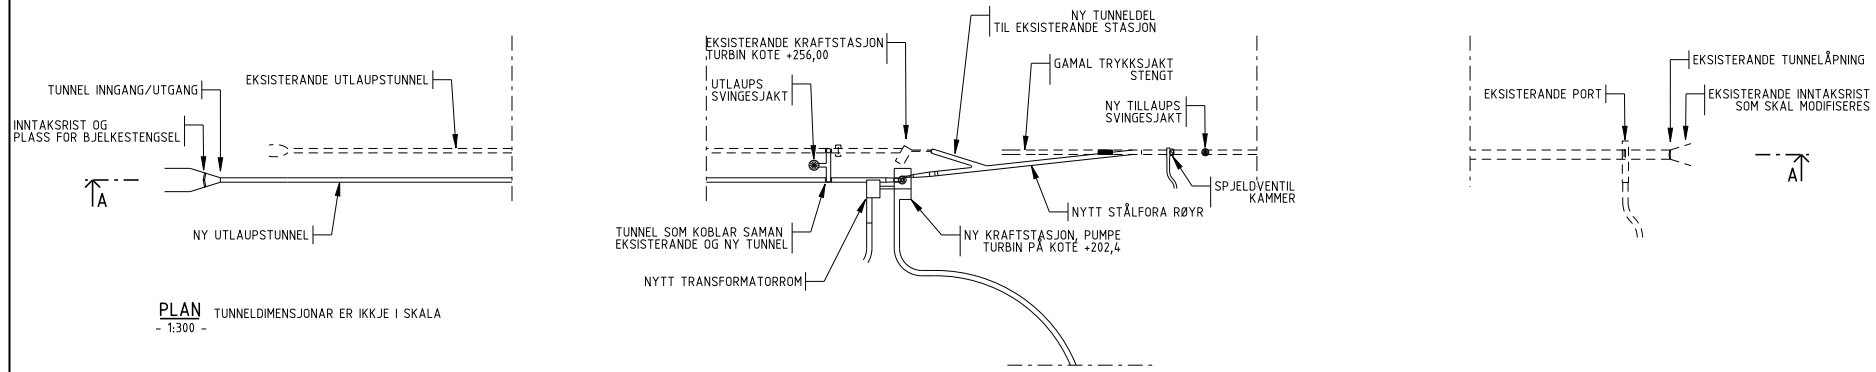 NY TUNNELDEL
TIL EKSISTERANDE STASJON
EKSISTERANDE KRAFTSTASJON
TURBIN KOTE +256,00
GAMAL TRYKKSJAKT
STENGT
EKSISTERANDE TUNNELÅPNING
TUNNEL INNGANG/UTGANG
EKSISTERANDE UTLAUPSTUNNEL
UTLAUPS
SVINGESJAKT
NY TILLAUPS
SVINGESJAKT
EKSISTERANDE PORT
EKSISTERANDE INNTAKSRIST
SOM SKAL MODIFISERES
INNTAKSRIST OG
PLASS FOR BJELKESTENGSEL
A
A
SPJELDVENTIL
KAMMER
NYTT STÅLFORA RØYR
NY UTLAUPSTUNNEL
TUNNEL SOM KOBLAR SAMAN
EKSISTERANDE OG NY TUNNEL
NY KRAFTSTASJON, PUMPE
TURBIN PÅ KOTE +202,4
NYTT TRANSFORMATORROM
PLAN TUNNELDIMENSJONAR ER IKKJE I SKALA
- 1:300 -